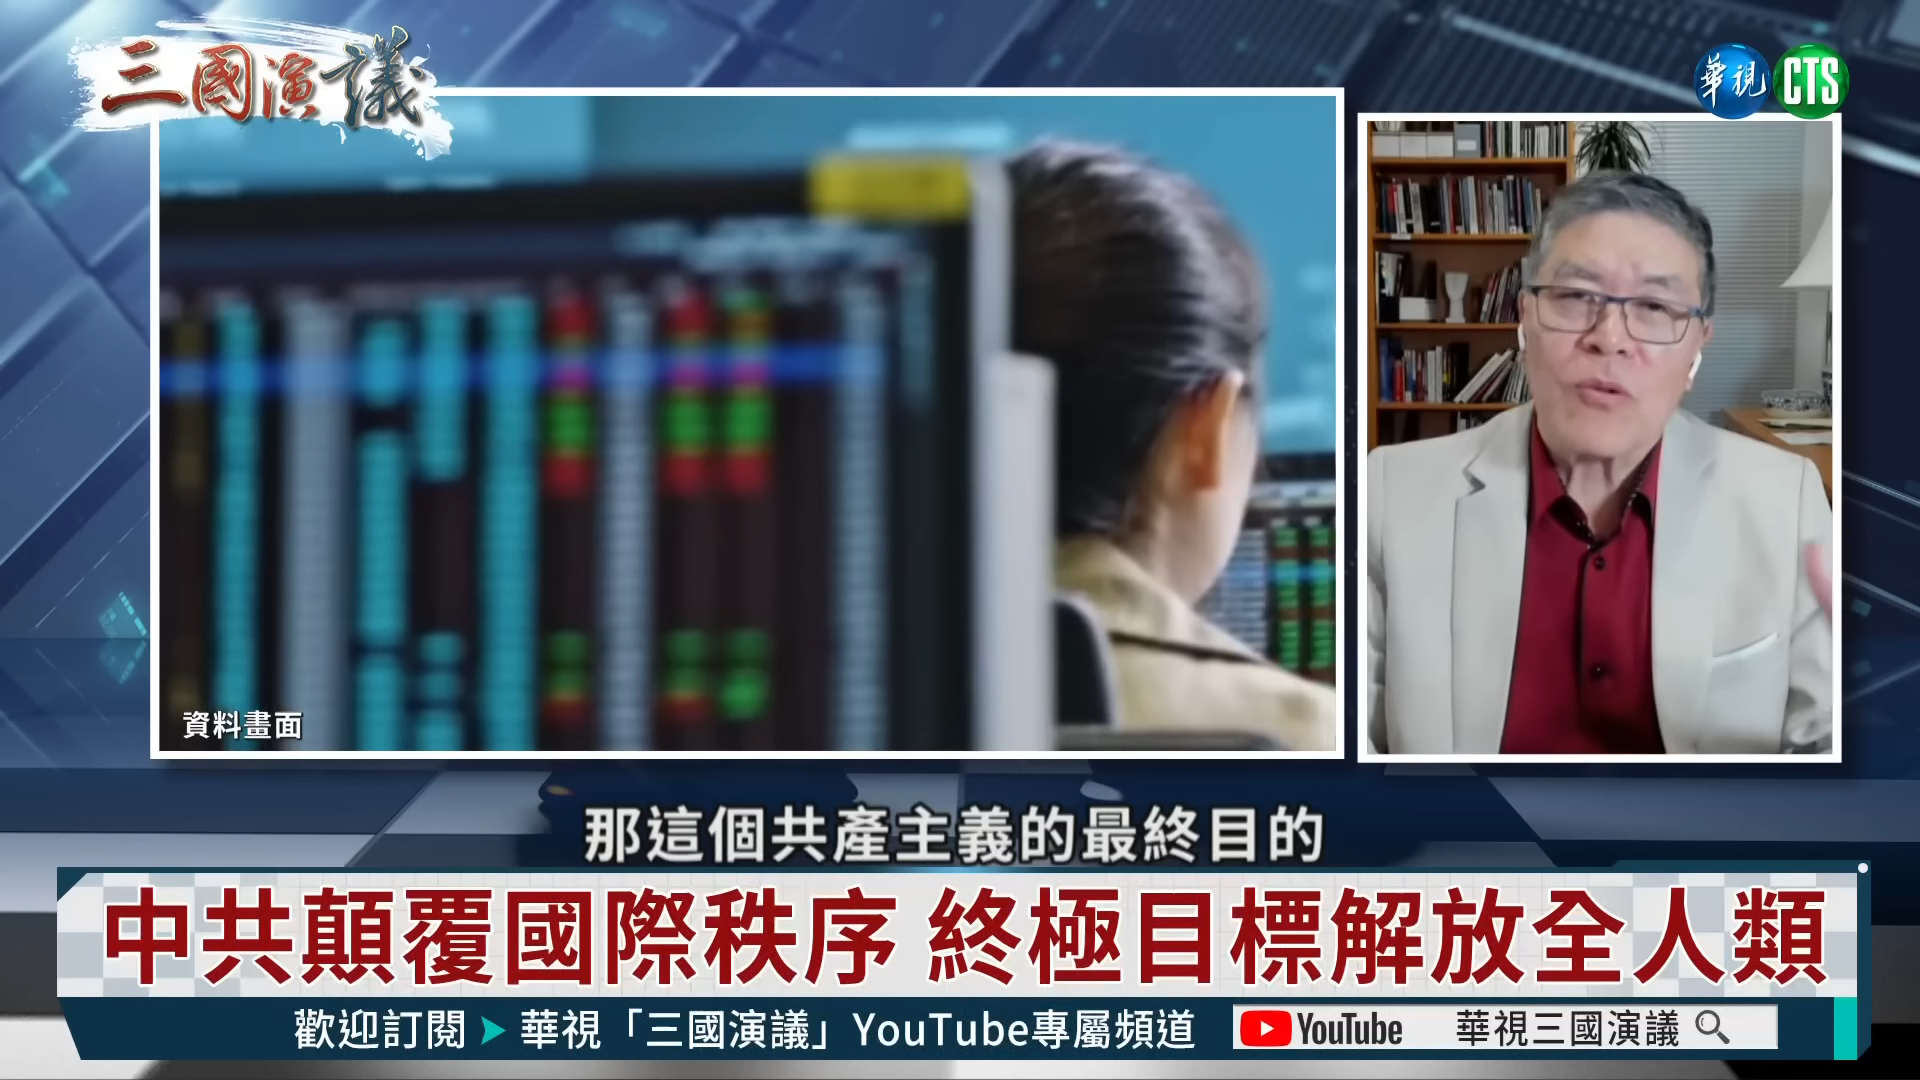 三國演議
華視 CTS
資料畫面
那這個共產主義的最終目的
中共顛覆國際秩序 終極目標解放全人類
歡迎訂閱 華視「三國演議」YouTube專屬頻道
YouTube 華視三國演議